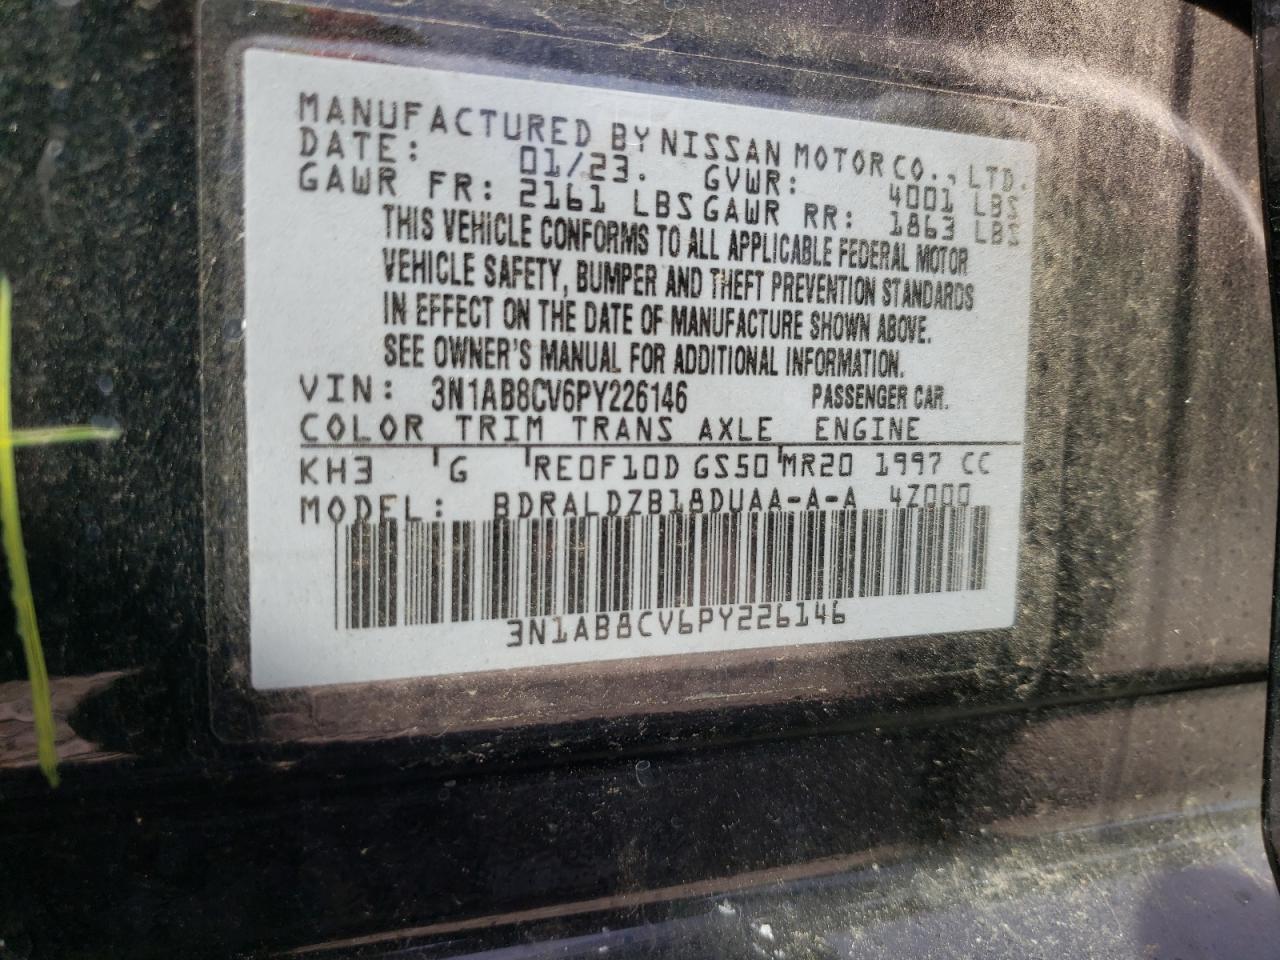 MANUFACTURED BY NISSAN MOTOR CO., LTD.
DATE: 01/23. GVWR: 4001 LBS
GAWR FR: 2161 LBS GAWR RR: 1863 LBS
THIS VEHICLE CONFORMS TO ALL APPLICABLE FEDERAL MOTOR
VEHICLE SAFETY, BUMPER AND THEFT PREVENTION STANDARDS
IN EFFECT ON THE DATE OF MANUFACTURE SHOWN ABOVE.
SEE OWNER'S MANUAL FOR ADDITIONAL INFORMATION.
VIN: 3N1AB8CV6PY226146 PASSENGER CAR.
COLOR TRIM TRANS AXLE ENGINE
KH3 ' G 'RE0F10D GS50'MR20 1997 CC
MODEL: BDRALDZB18DUAA-A-A 4Z000
3N1AB8CV6PY226146